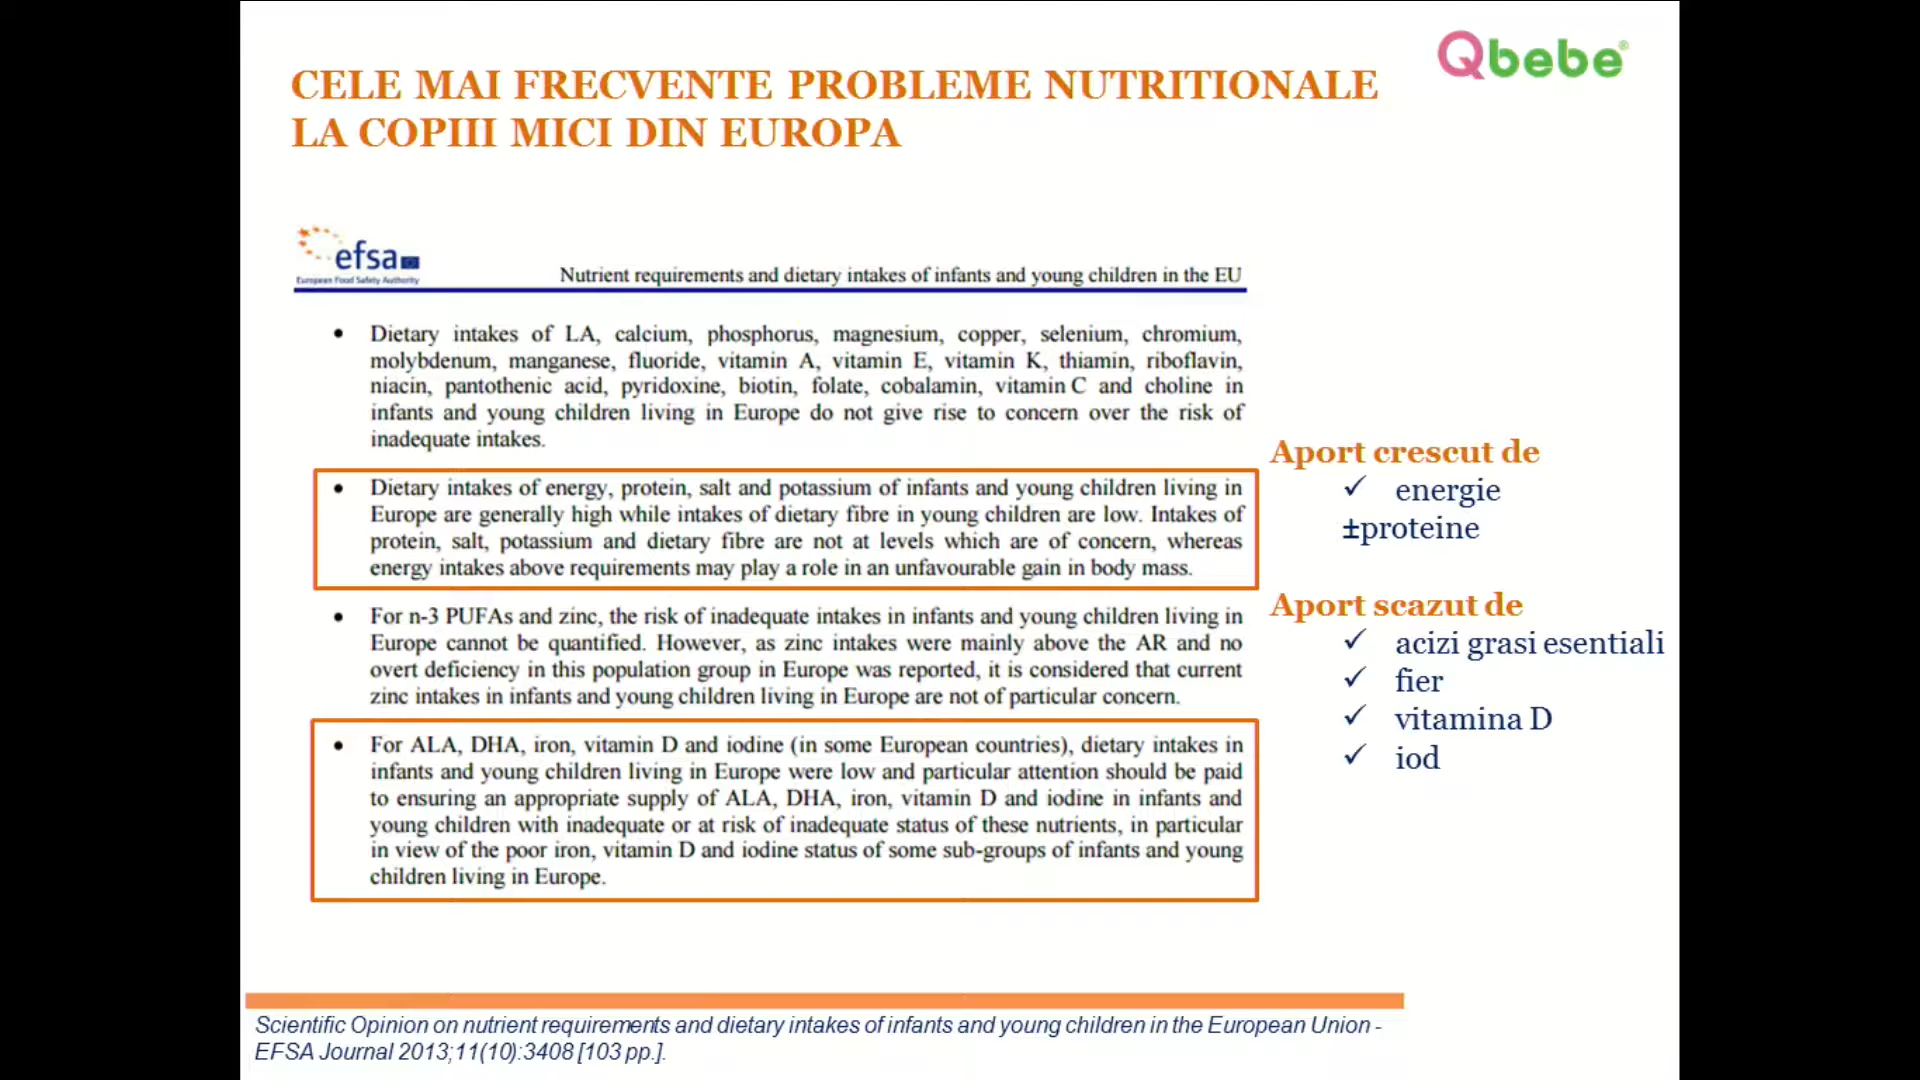 Qbebe®
CELE MAI FRECVENTE PROBLEME NUTRITIONALE
LA COPIII MICI DIN EUROPA
efsa
European Food Safety Authority
Nutrient requirements and dietary intakes of infants and young children in the EU
• Dietary intakes of LA, calcium, phosphorus, magnesium, copper, selenium, chromium,
molybdenum, manganese, fluoride, vitamin A, vitamin E, vitamin K, thiamin, riboflavin,
niacin, pantothenic acid, pyridoxine, biotin, folate, cobalamin, vitamin C and choline in
infants and young children living in Europe do not give rise to concern over the risk of
inadequate intakes.
• Dietary intakes of energy, protein, salt and potassium of infants and young children living in
Europe are generally high while intakes of dietary fibre in young children are low. Intakes of
protein, salt, potassium and dietary fibre are not at levels which are of concern, whereas
energy intakes above requirements may play a role in an unfavourable gain in body mass.
• For n-3 PUFAs and zinc, the risk of inadequate intakes in infants and young children living in
Europe cannot be quantified. However, as zinc intakes were mainly above the AR and no
overt deficiency in this population group in Europe was reported, it is considered that current
zinc intakes in infants and young children living in Europe are not of particular concern.
• For ALA, DHA, iron, vitamin D and iodine (in some European countries), dietary intakes in
infants and young children living in Europe were low and particular attention should be paid
to ensuring an appropriate supply of ALA, DHA, iron, vitamin D and iodine in infants and
young children with inadequate or at risk of inadequate status of these nutrients, in particular
in view of the poor iron, vitamin D and iodine status of some sub-groups of infants and young
children living in Europe.
Aport crescut de
✓ energie
±proteine
Aport scazut de
✓ acizi grasi esentiali
✓ fier
✓ vitamina D
✓ iod
Scientific Opinion on nutrient requirements and dietary intakes of infants and young children in the European Union -
EFSA Journal 2013;11(10):3408 [103 pp.].